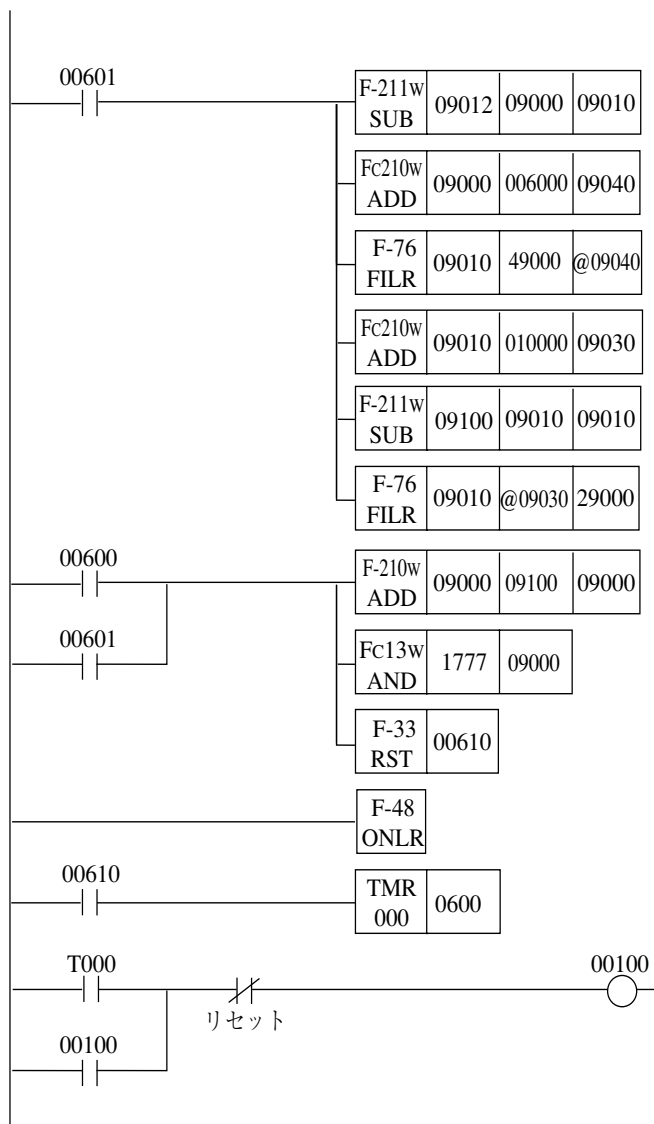 00601
F-211w 09012 09000 09010
SUB
Fc210w 09000 006000 09040
ADD
F-76 09010 49000 @09040
FILR
Fc210w 09010 010000 09030
ADD
F-211w 09100 09010 09010
SUB
F-76 09010 @09030 29000
FILR
00600
F-210w 09000 09100 09000
ADD
00601
Fc13w 1777 09000
AND
F-33 00610
RST
F-48
ONLR
00610
TMR 0600
000
T000
00100
リセット
00100